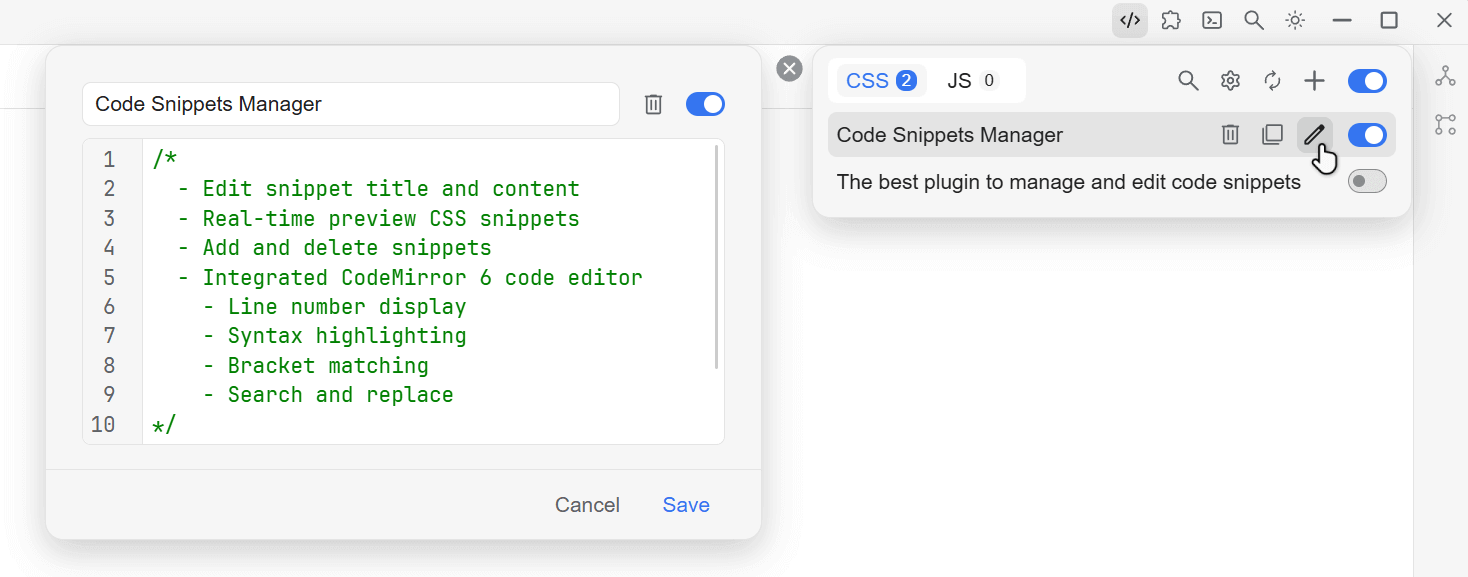 Code Snippets Manager
1 /*
2   - Edit snippet title and content
3   - Real-time preview CSS snippets
4   - Add and delete snippets
5   - Integrated CodeMirror 6 code editor
6     - Line number display
7     - Syntax highlighting
8     - Bracket matching
9     - Search and replace
10 */
Cancel Save
CSS 2 JS 0
Code Snippets Manager
The best plugin to manage and edit code snippets